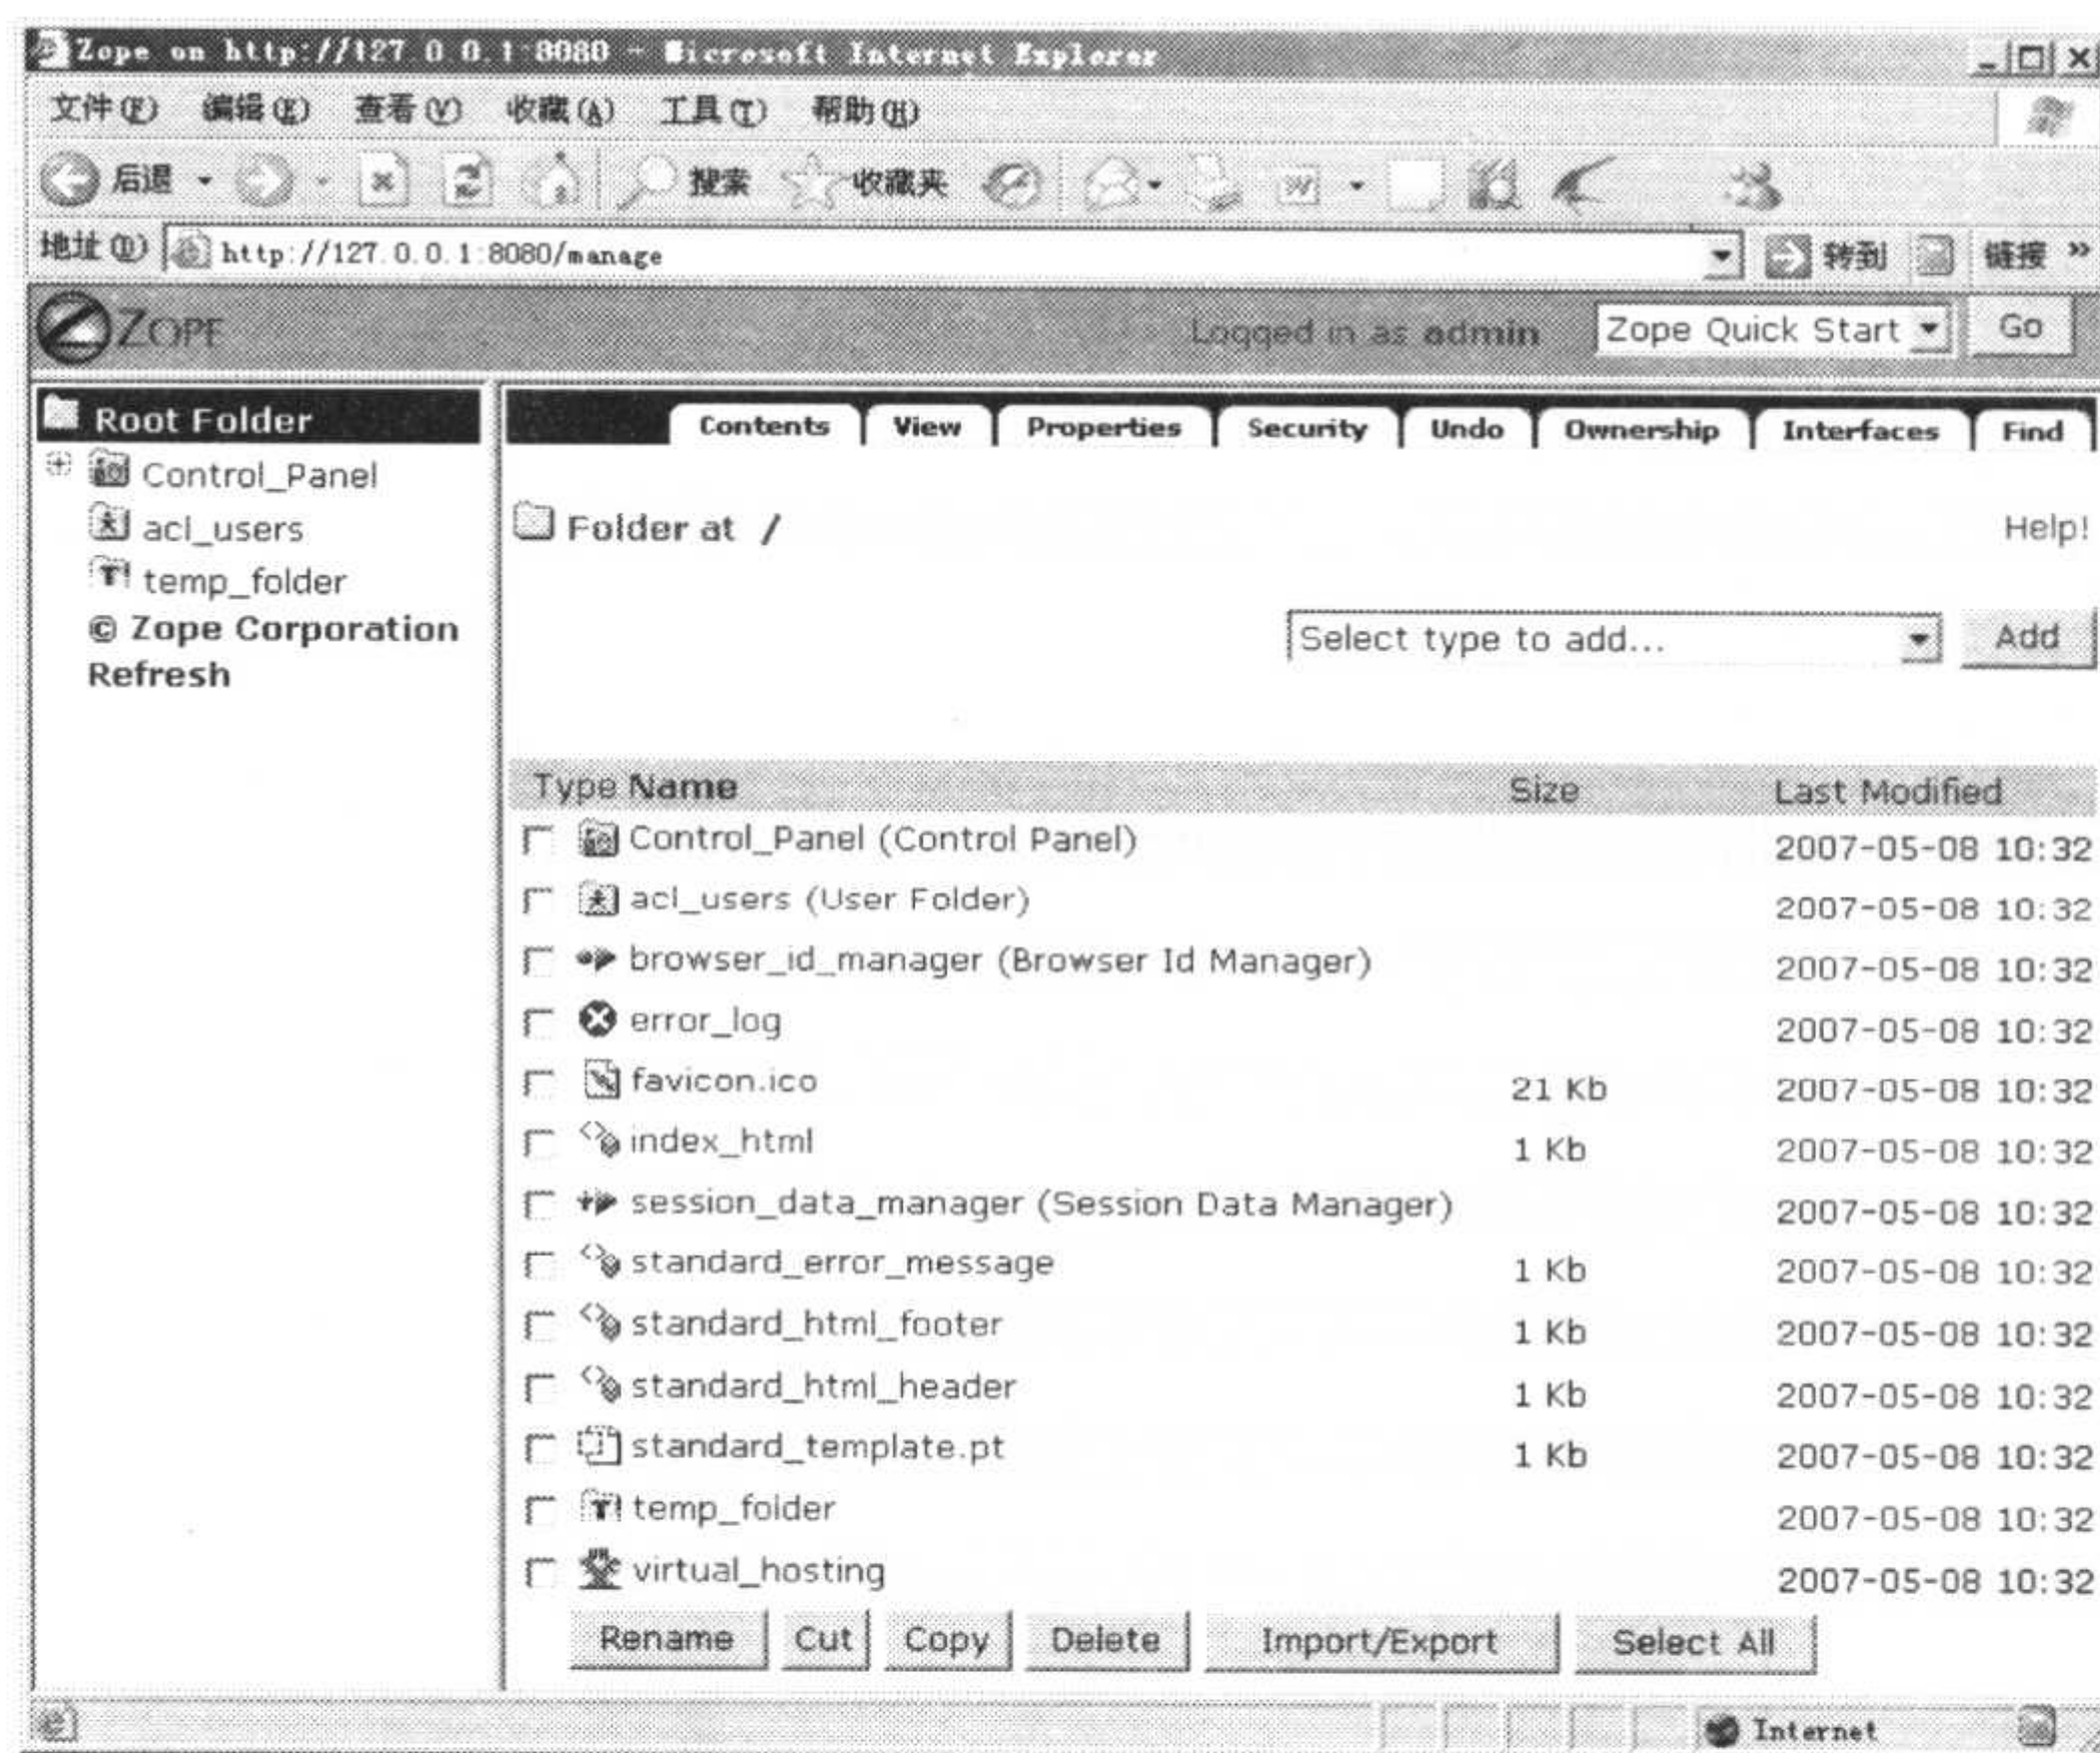 Zope on http://127.0.0.1:8080 - Microsoft Internet Explorer
文件(F) 编辑(E) 查看(V) 收藏(A) 工具(T) 帮助(H)
后退 搜索 收藏夹
地址(D) http://127.0.0.1:8080/manage 转到 链接 »
ZOPE Logged in as admin Zope Quick Start Go
Root Folder
Control_Panel
acl_users
temp_folder
© Zope Corporation
Refresh
Contents View Properties Security Undo Ownership Interfaces Find
Folder at / Help!
Select type to add... Add
Type Name Size Last Modified
Control_Panel (Control Panel) 2007-05-08 10:32
acl_users (User Folder) 2007-05-08 10:32
browser_id_manager (Browser Id Manager) 2007-05-08 10:32
error_log 2007-05-08 10:32
favicon.ico 21 Kb 2007-05-08 10:32
index_html 1 Kb 2007-05-08 10:32
session_data_manager (Session Data Manager) 2007-05-08 10:32
standard_error_message 1 Kb 2007-05-08 10:32
standard_html_footer 1 Kb 2007-05-08 10:32
standard_html_header 1 Kb 2007-05-08 10:32
standard_template.pt 1 Kb 2007-05-08 10:32
temp_folder 2007-05-08 10:32
virtual_hosting 2007-05-08 10:32
Rename Cut Copy Delete Import/Export Select All
Internet